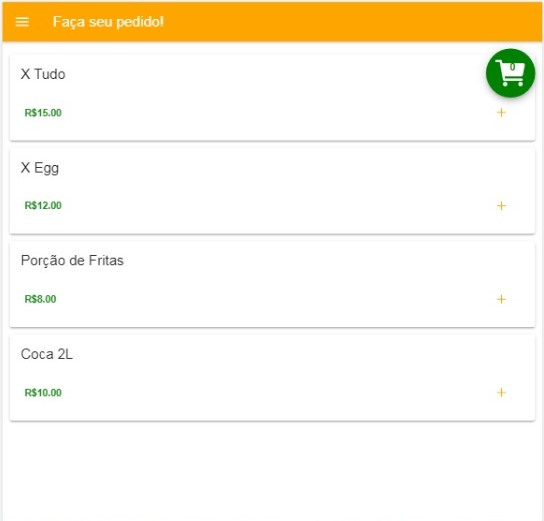 Faça seu pedido!
0
X Tudo
R$15.00
+
X Egg
R$12.00
+
Porção de Fritas
R$8.00
+
Coca 2L
R$10.00
+